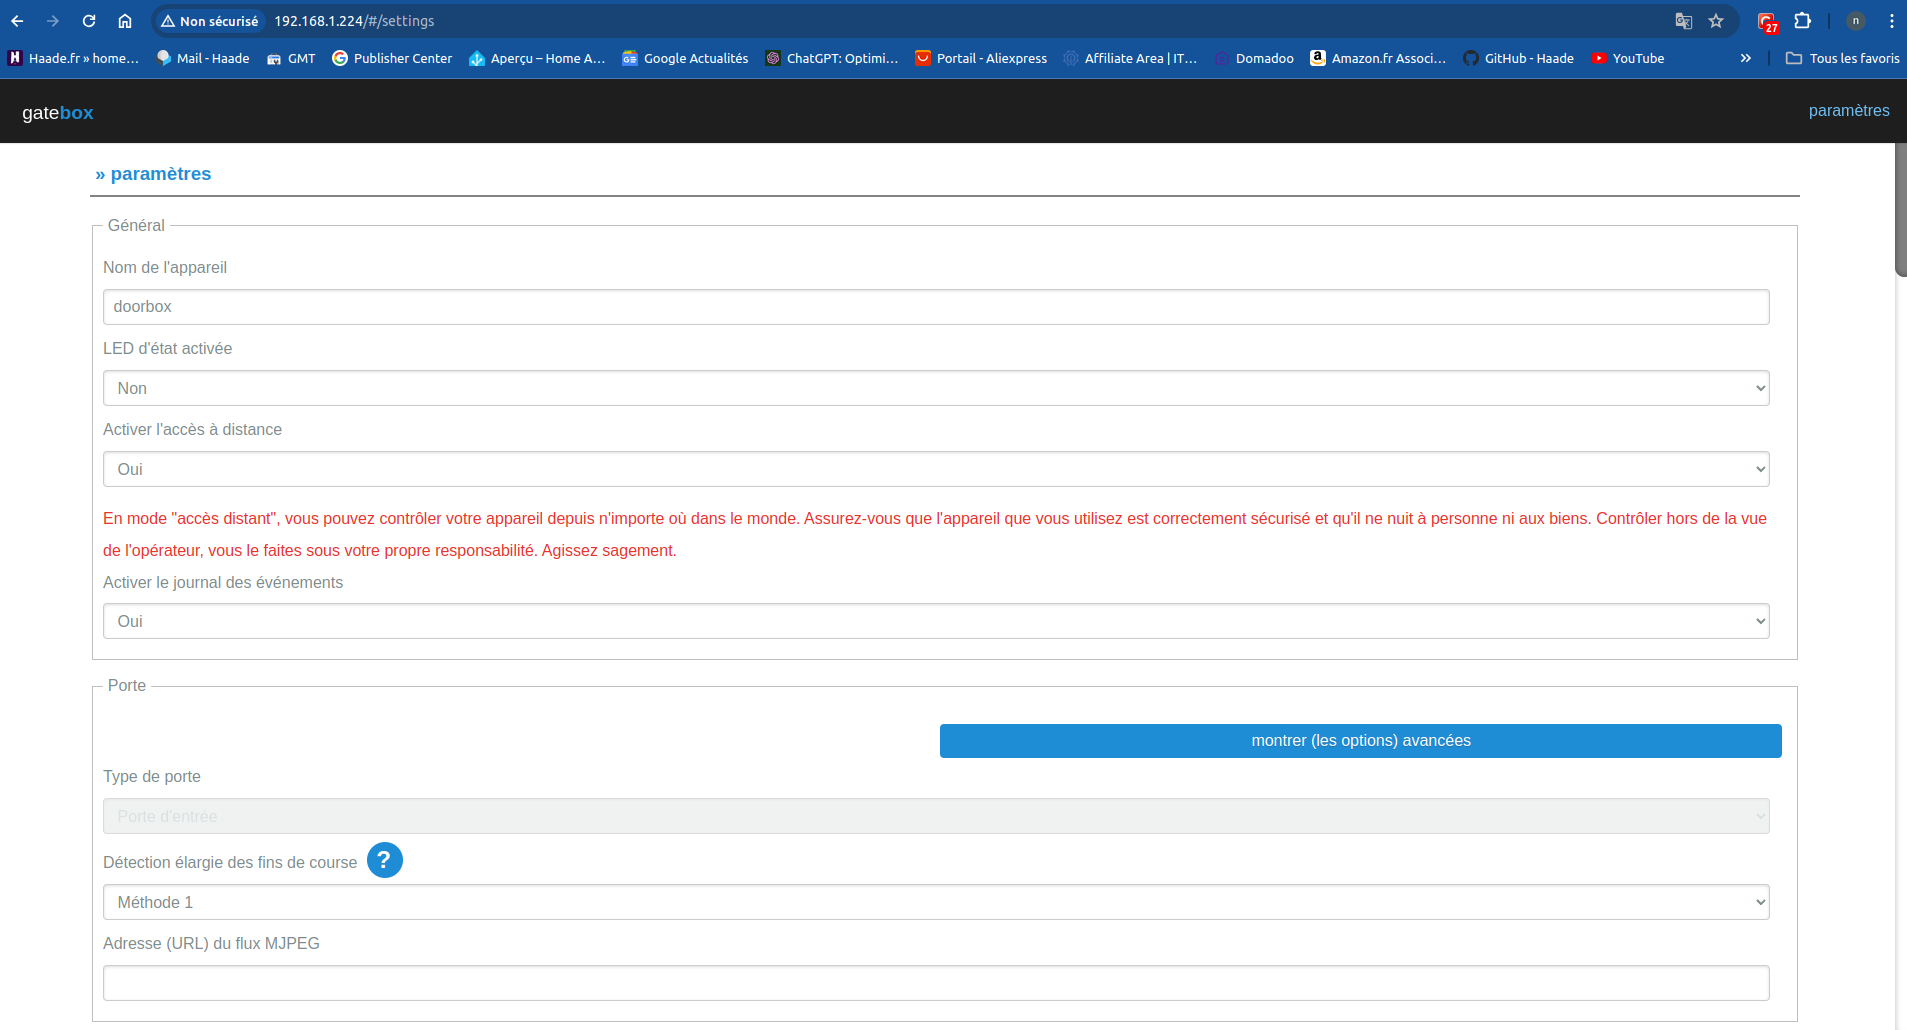 Non sécurisé 192.168.1.224/#/settings 27 n
Haade.fr » home... Mail - Haade GMT Publisher Center Aperçu – Home A... Google Actualités ChatGPT: Optimi... Portail - Aliexpress Affiliate Area | IT... Domadoo Amazon.fr Associ... GitHub - Haade YouTube » Tous les favoris
gatebox paramètres
» paramètres
Général
Nom de l'appareil
doorbox
LED d'état activée
Non
Activer l'accès à distance
Oui
En mode "accès distant", vous pouvez contrôler votre appareil depuis n'importe où dans le monde. Assurez-vous que l'appareil que vous utilisez est correctement sécurisé et qu'il ne nuit à personne ni aux biens. Contrôler hors de la vue
de l'opérateur, vous le faites sous votre propre responsabilité. Agissez sagement.
Activer le journal des événements
Oui
Porte
montrer (les options) avancées
Type de porte
Porte d'entrée
Détection élargie des fins de course ?
Méthode 1
Adresse (URL) du flux MJPEG